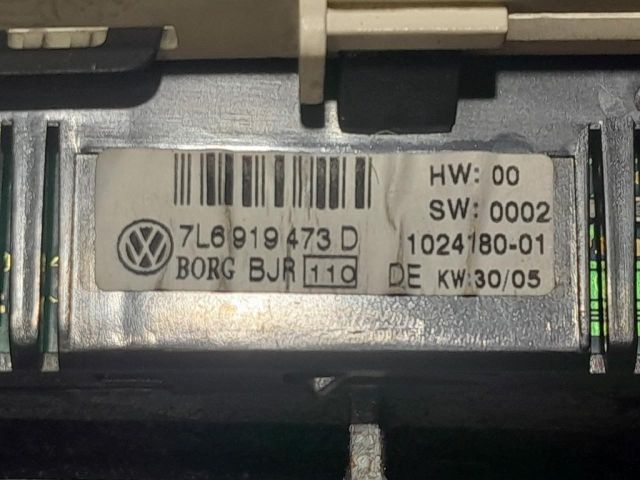 HW: 00
SW: 0002
7L6 919 473 D 1024180-01
BORG BJR 110 DE KW:30/05